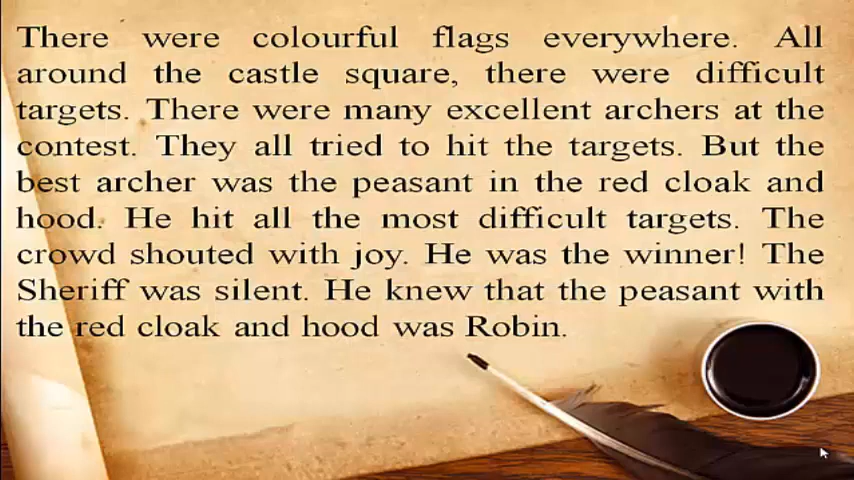 There were colourful flags everywhere. All
around the castle square, there were difficult
targets. There were many excellent archers at the
contest. They all tried to hit the targets. But the
best archer was the peasant in the red cloak and
hood. He hit all the most difficult targets. The
crowd shouted with joy. He was the winner! The
Sheriff was silent. He knew that the peasant with
the red cloak and hood was Robin.